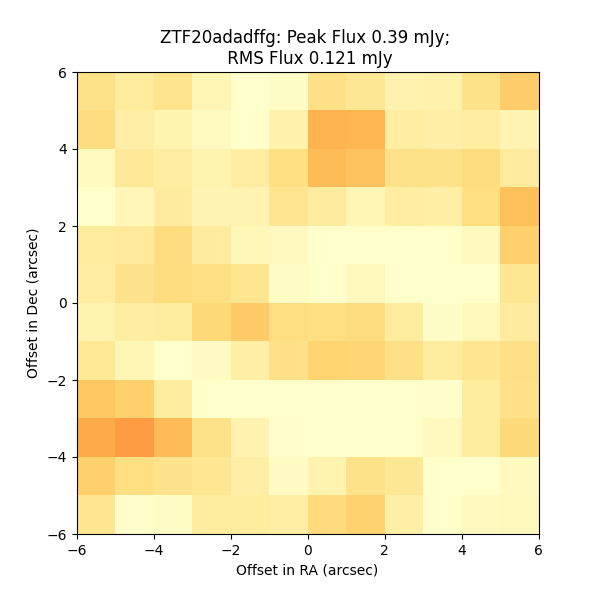 ZTF20adadffg: Peak Flux 0.39 mJy;
RMS Flux 0.121 mJy
6
4
2
0
−2
−4
−6
Offset in Dec (arcsec)
−6 −4 −2 0 2 4 6
Offset in RA (arcsec)